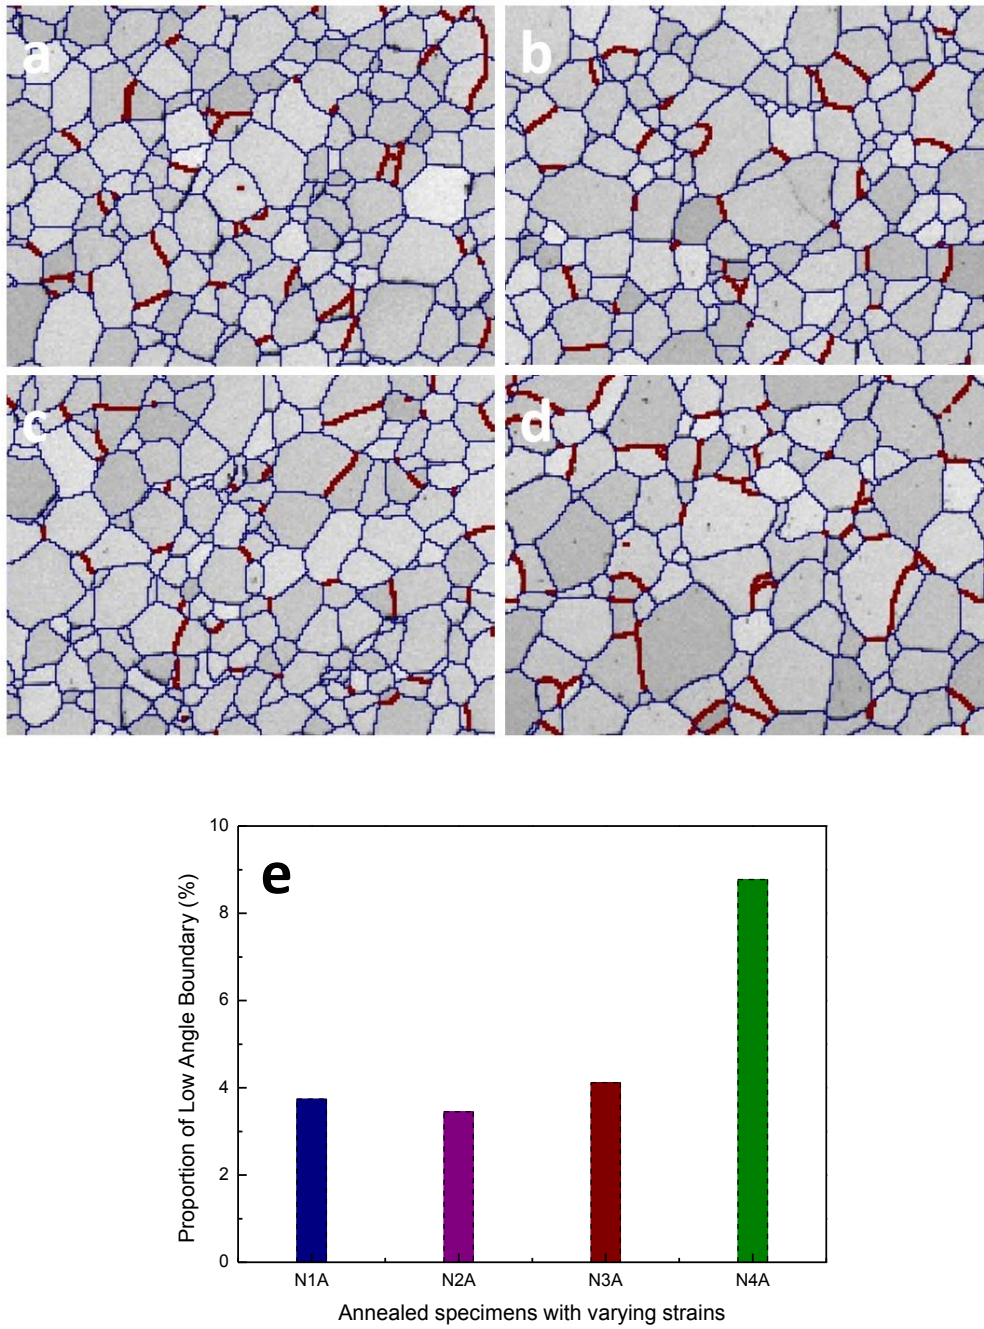 a
b
c
d
e
10
8
6
4
2
0
Proportion of Low Angle Boundary (%)
N1A N2A N3A N4A
Annealed specimens with varying strains